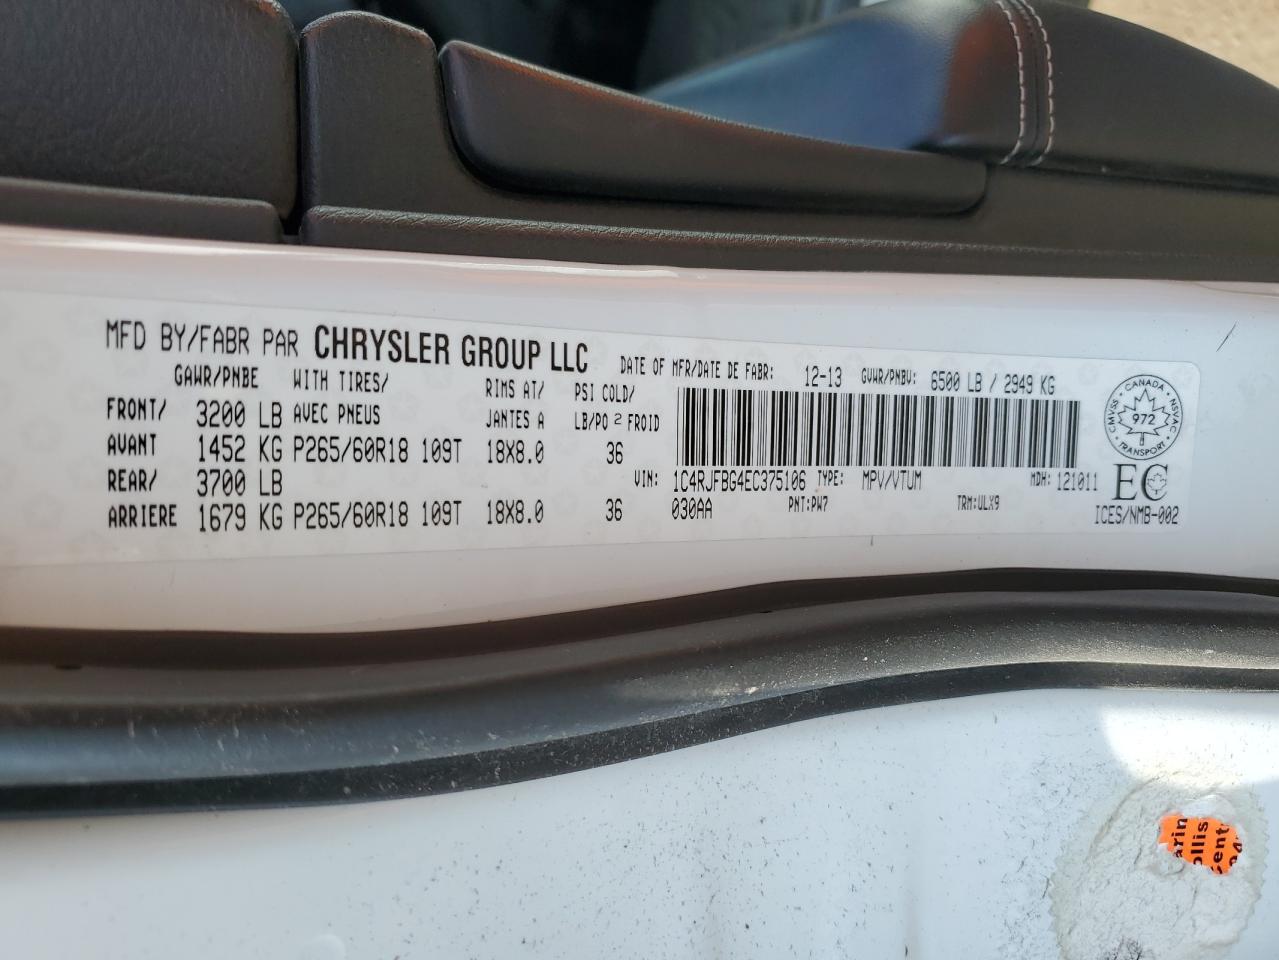 MFD BY/FABR PAR CHRYSLER GROUP LLC DATE OF MFR/DATE DE FABR: 12-13 GVWR/PNBV: 6500 LB / 2949 KG
GAWR/PNBE WITH TIRES/ RIMS AT/ PSI COLD/
FRONT/ 3200 LB AVEC PNEUS JANTES A LB/PO 2 FROID
AVANT 1452 KG P265/60R18 109T 18X8.0 36
REAR/ 3700 LB VIN: 1C4RJFBG4EC375106 TYPE: MPV/VTUM MDH: 121011
ARRIERE 1679 KG P265/60R18 109T 18X8.0 36 030AA PNT:PW7 TRM:ULX9
CANADA
CMVSS NSVAC
972
TRANSPORT
EC
ICES/NMB-002
arin
ollis
Cent